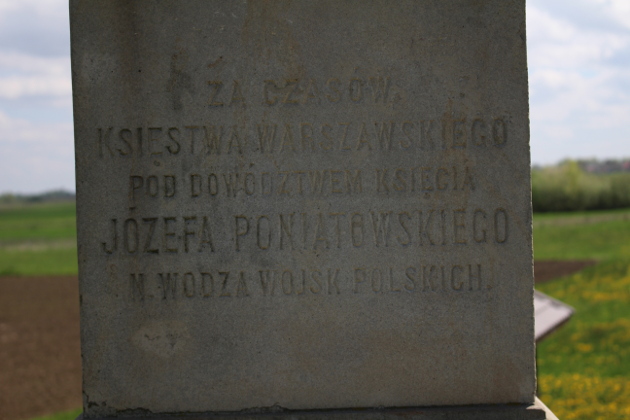 ZA CZASÓW.
KSIĘSTWA WARSZAWSKIEGO
POD DOWÓDZTWEM KSIĘCIA
JÓZEFA PONIATOWSKIEGO
N. WODZA WOJSK POLSKICH.